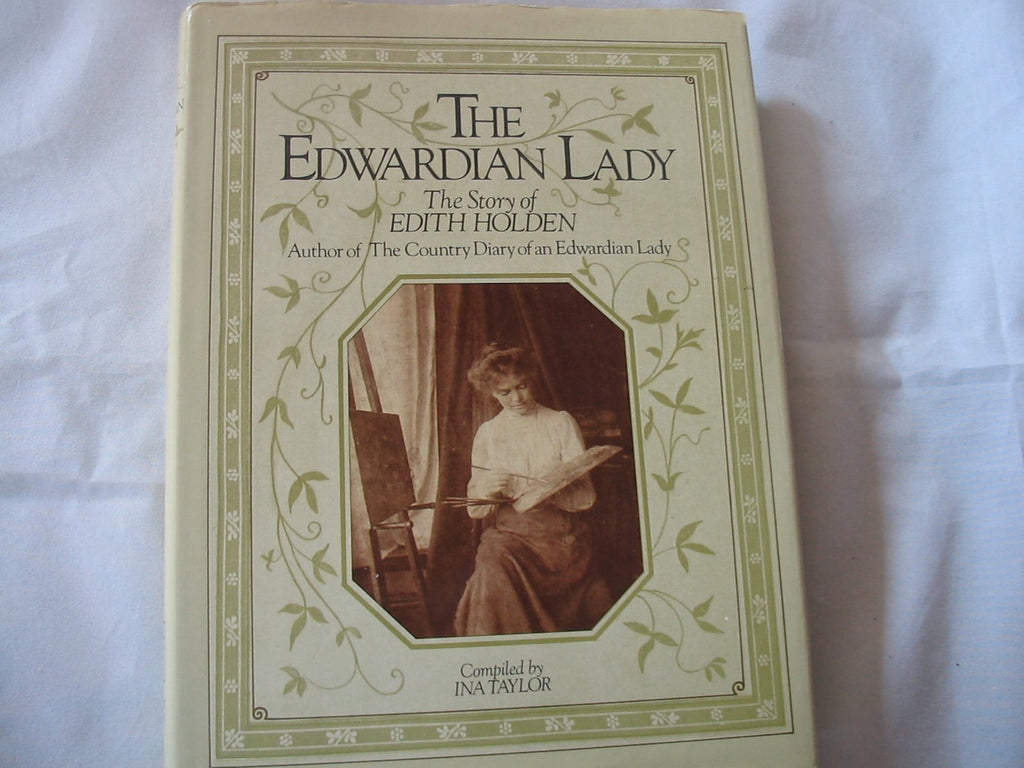 THE
EDWARDIAN LADY
The Story of
EDITH HOLDEN
Author of The Country Diary of an Edwardian Lady
Compiled by
INA TAYLOR